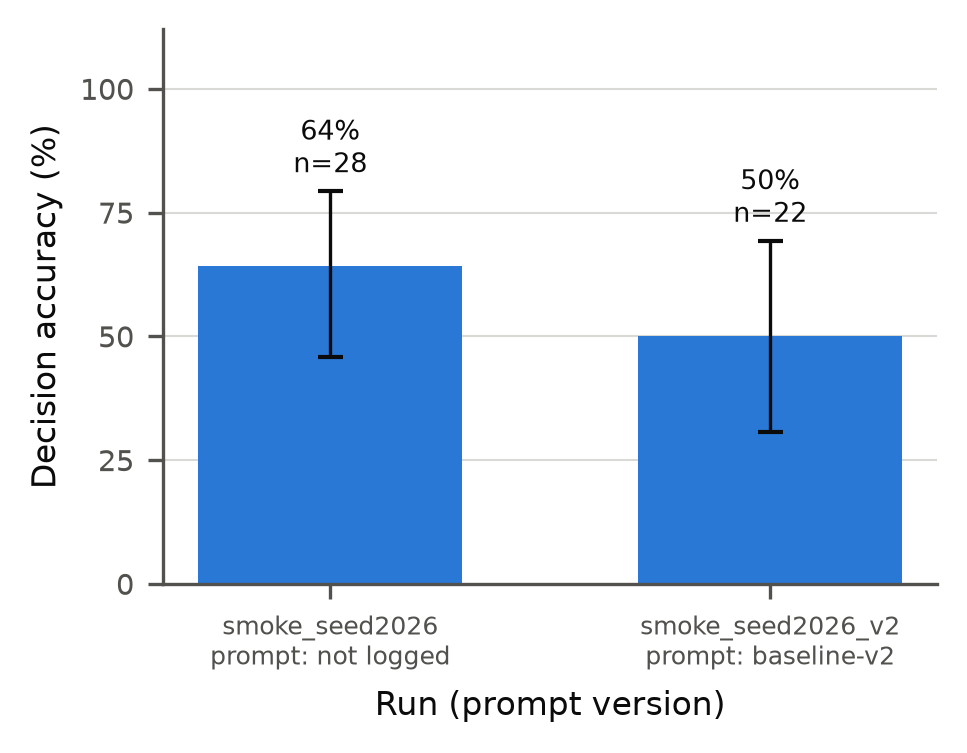 Decision accuracy (%)
100
75
50
25
0
64%
n=28
50%
n=22
smoke_seed2026
prompt: not logged
smoke_seed2026_v2
prompt: baseline-v2
Run (prompt version)